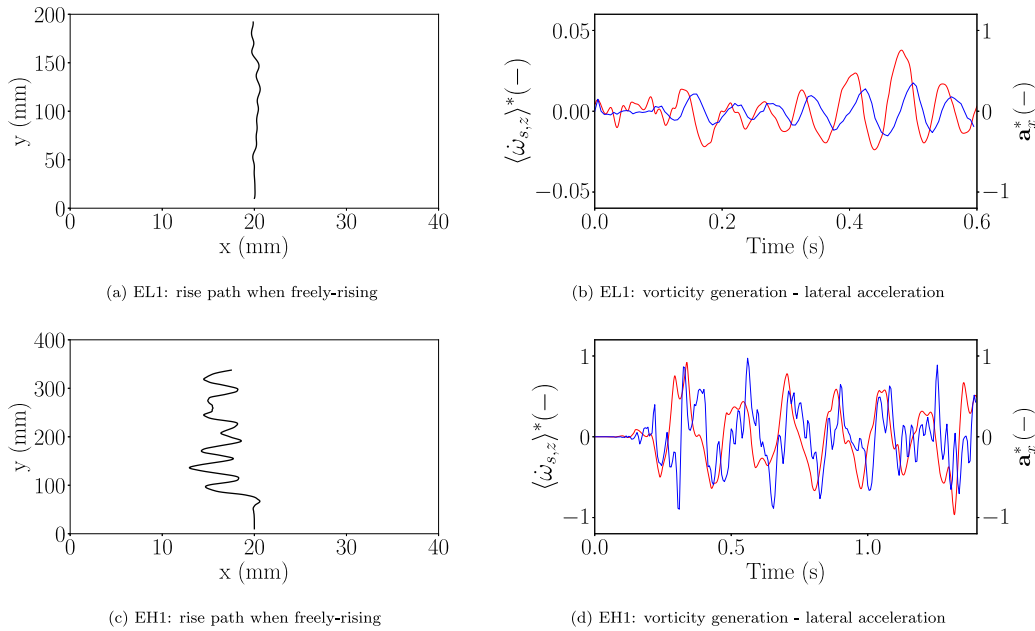 200
150
100
50
0
y (mm)
0 10 20 30 40
x (mm)
(a) EL1: rise path when freely-rising
0.05
0.00
−0.05
⟨ω̇s,z⟩*(−)
1
0
−1
a*x(−)
0.0 0.2 0.4 0.6
Time (s)
(b) EL1: vorticity generation - lateral acceleration
400
300
200
100
0
y (mm)
0 10 20 30 40
x (mm)
(c) EH1: rise path when freely-rising
1
0
−1
⟨ω̇s,z⟩*(−)
1
0
−1
a*x(−)
0.0 0.5 1.0
Time (s)
(d) EH1: vorticity generation - lateral acceleration